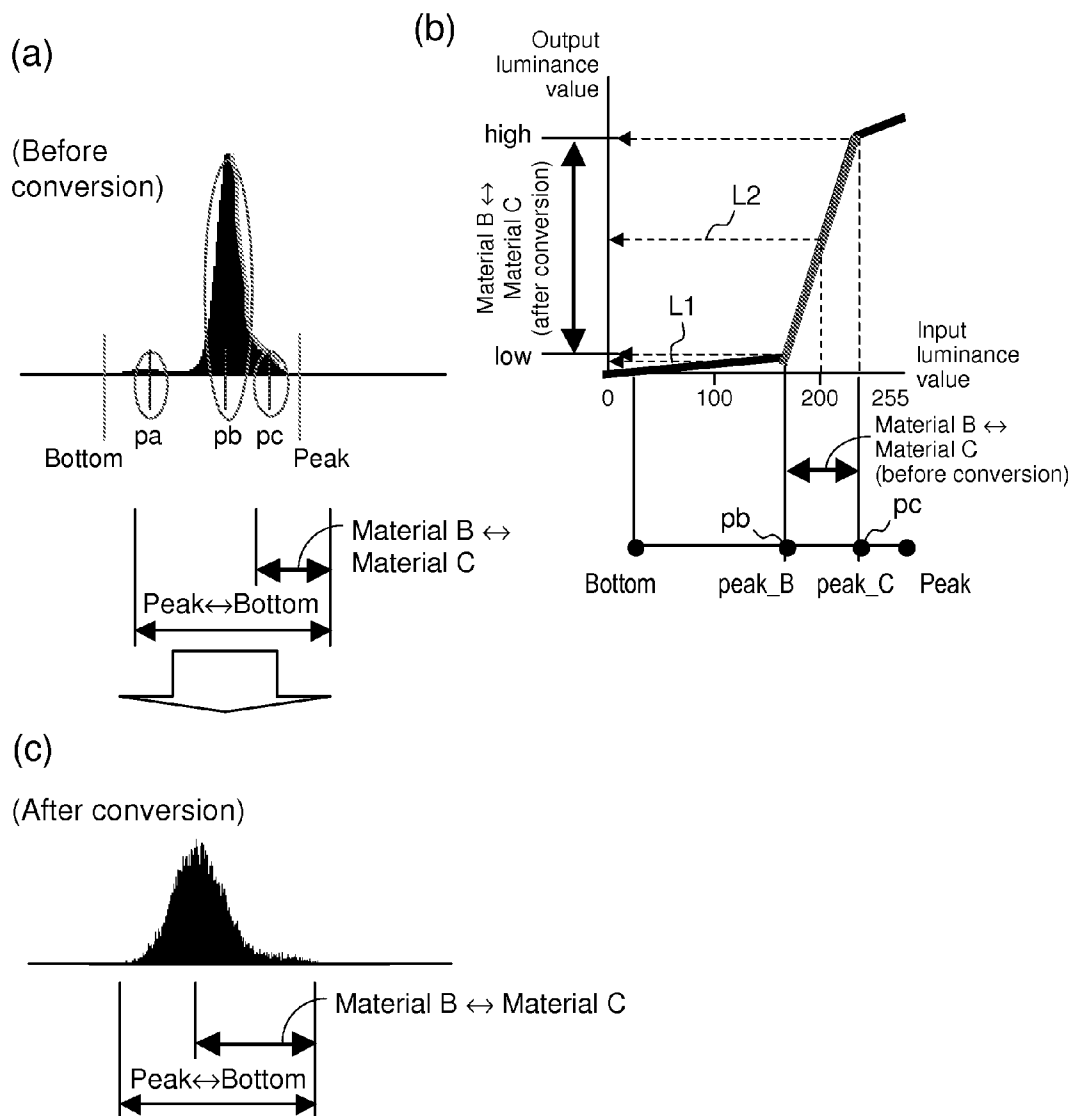 (a)
(Before
conversion)
pa
pb
pc
Bottom
Peak
Material B ↔
Material C
Peak↔Bottom
(b)
Output
luminance
value
high
low
Material B ↔
Material C
(after conversion)
L2
L1
Input
luminance
value
0
100
200
255
Material B ↔
Material C
(before conversion)
pb
pc
Bottom
peak_B
peak_C
Peak
(c)
(After conversion)
Material B ↔ Material C
Peak↔Bottom